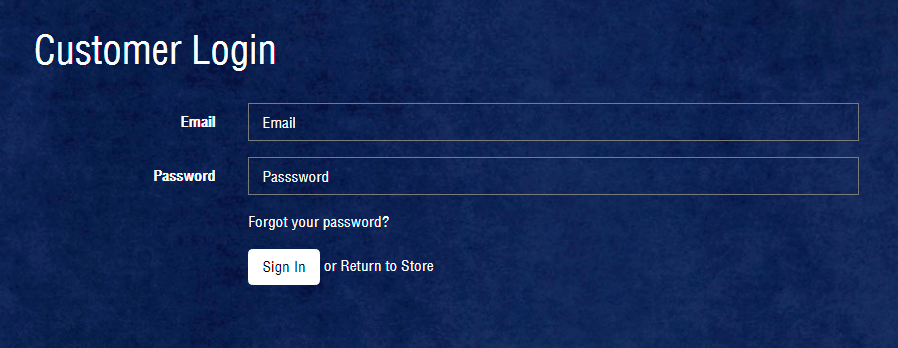 Customer Login
Email Email
Password Passsword
Forgot your password?
Sign In or Return to Store